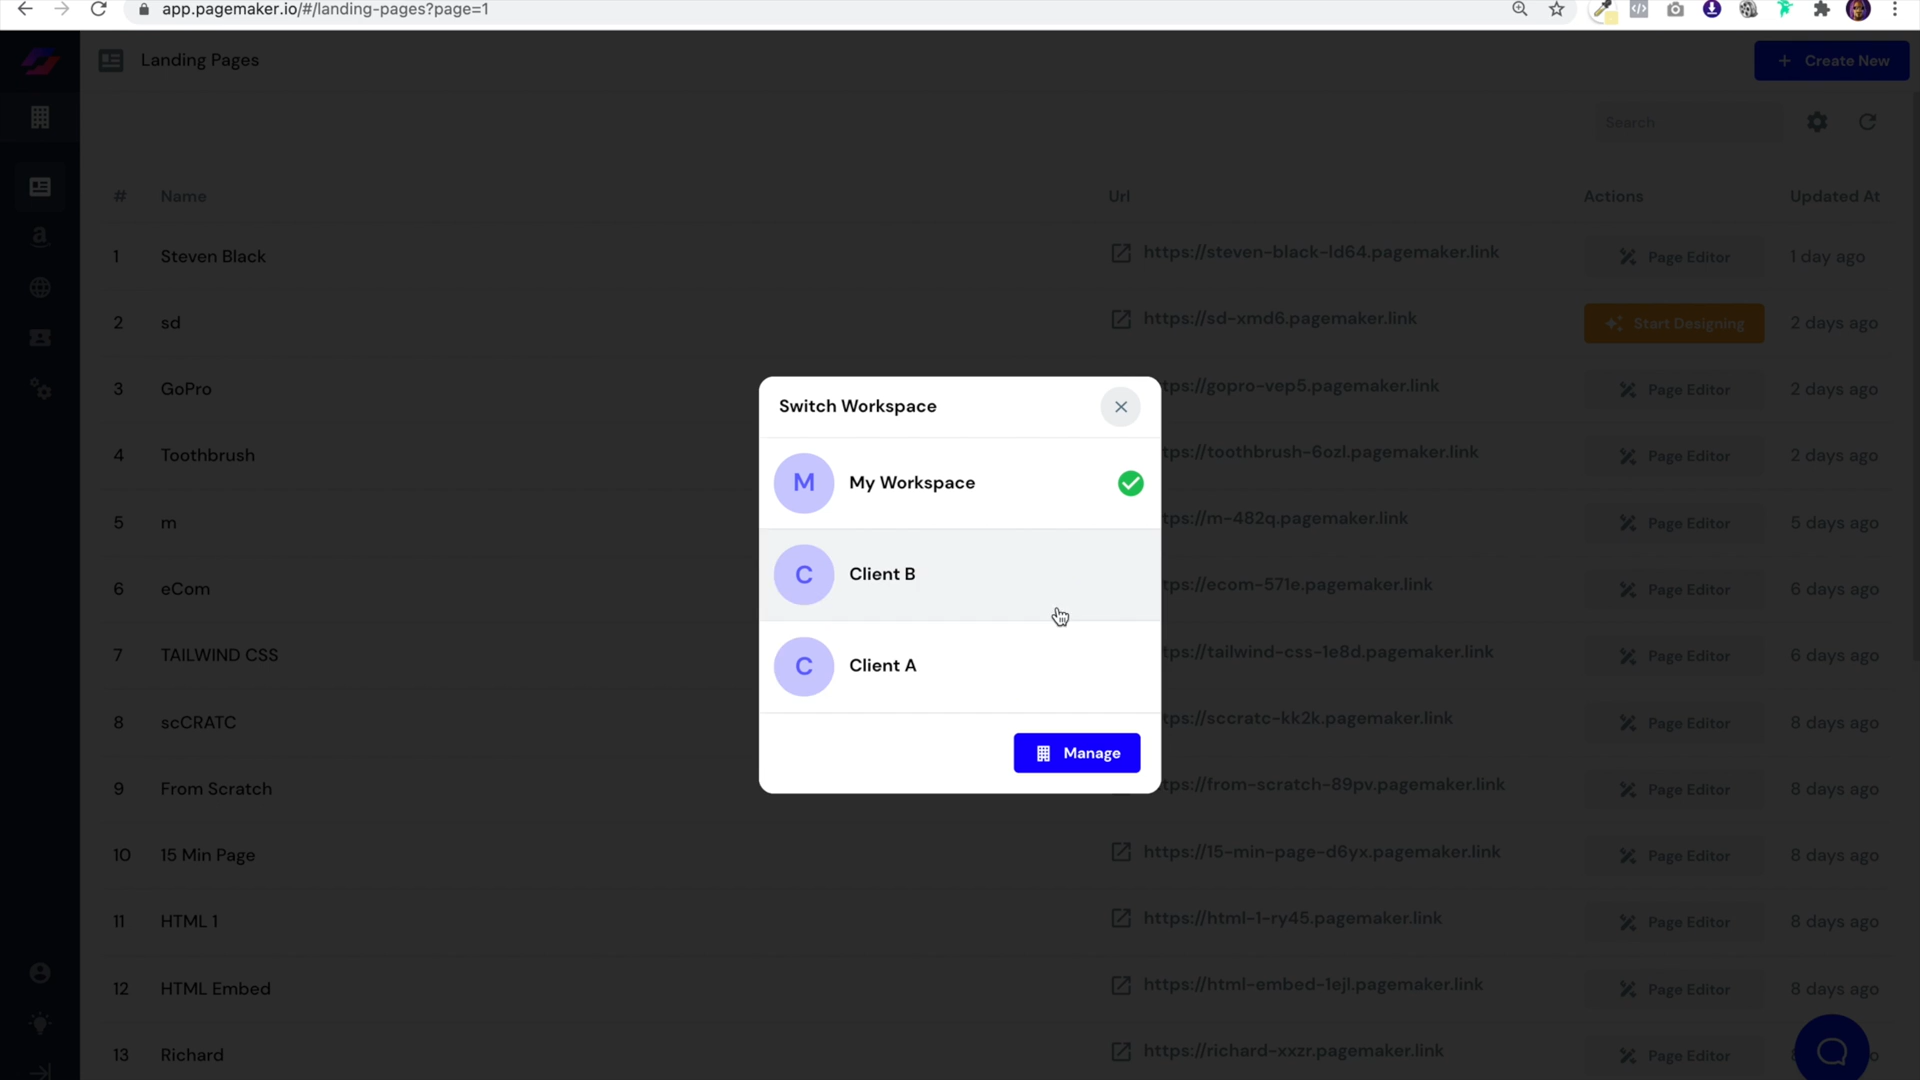 app.pagemaker.io/#/landing-pages?page=1
Landing Pages
+ Create New
Search
# Name Url Actions Updated At
1 Steven Black https://steven-black-ld64.pagemaker.link Page Editor 1 day ago
2 sd https://sd-xmd6.pagemaker.link Start Designing 2 days ago
3 GoPro tps://gopro-vep5.pagemaker.link Page Editor 2 days ago
Switch Workspace
4 Toothbrush tps://toothbrush-6ozl.pagemaker.link Page Editor 2 days ago
M My Workspace
5 m tps://m-482q.pagemaker.link Page Editor 5 days ago
C Client B
6 eCom tps://ecom-571e.pagemaker.link Page Editor 6 days ago
7 TAILWIND CSS tps://tailwind-css-1e8d.pagemaker.link Page Editor 6 days ago
C Client A
8 scCRATC tps://sccratc-kk2k.pagemaker.link Page Editor 8 days ago
Manage
9 From Scratch tps://from-scratch-89pv.pagemaker.link Page Editor 8 days ago
10 15 Min Page https://15-min-page-d6yx.pagemaker.link Page Editor 8 days ago
11 HTML 1 https://html-1-ry45.pagemaker.link Page Editor 8 days ago
12 HTML Embed https://html-embed-1ejl.pagemaker.link Page Editor 8 days ago
13 Richard https://richard-xxzr.pagemaker.link Page Editor